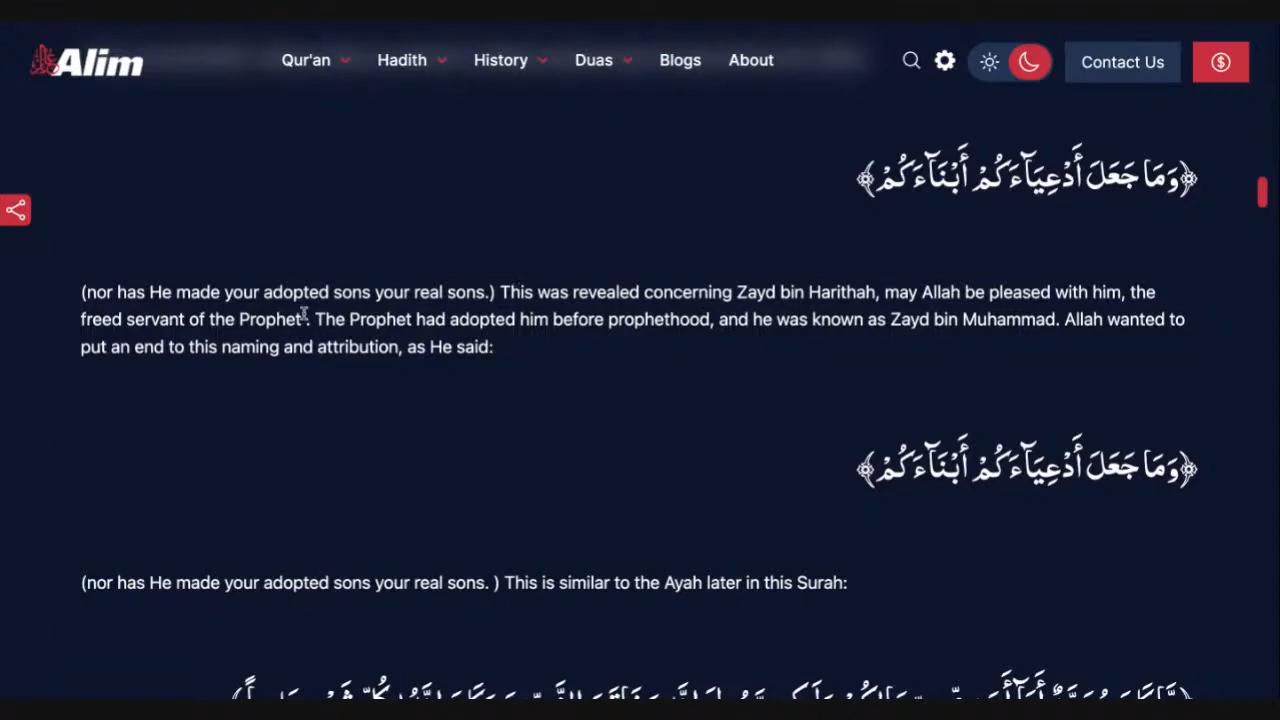 Alim
Qur'an Hadith History Duas Blogs About Contact Us
﴿وَمَا جَعَلَ أَدْعِيَآءَكُمْ أَبْنَآءَكُمْ﴾
(nor has He made your adopted sons your real sons.) This was revealed concerning Zayd bin Harithah, may Allah be pleased with him, the
freed servant of the Prophet. The Prophet had adopted him before prophethood, and he was known as Zayd bin Muhammad. Allah wanted to
put an end to this naming and attribution, as He said:
﴿وَمَا جَعَلَ أَدْعِيَآءَكُمْ أَبْنَآءَكُمْ﴾
(nor has He made your adopted sons your real sons. ) This is similar to the Ayah later in this Surah: